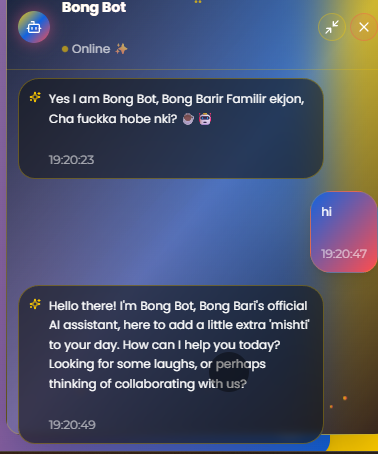 Bong Bot
Online ✨
Yes I am Bong Bot, Bong Barir Familir ekjon,
Cha fuckka hobe nki?
19:20:23
hi
19:20:47
Hello there! I'm Bong Bot, Bong Bari's official
AI assistant, here to add a little extra 'mishti'
to your day. How can I help you today?
Looking for some laughs, or perhaps
thinking of collaborating with us?
19:20:49